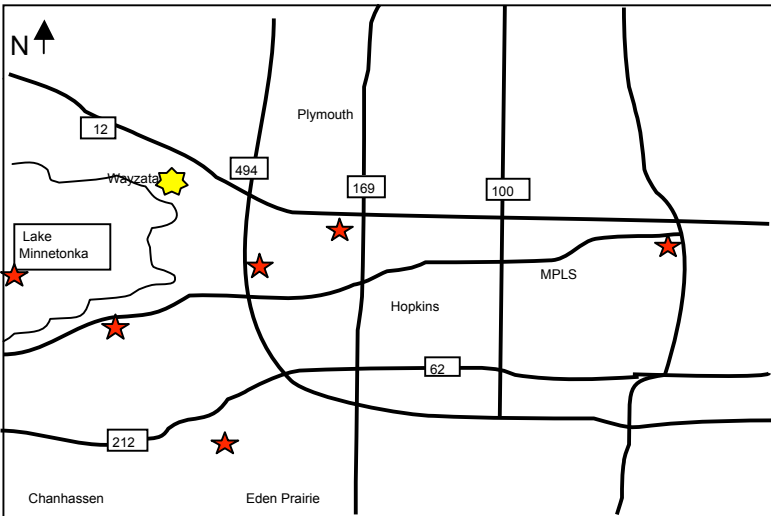 N
Plymouth
12
494
Wayzata
169
100
Lake
Minnetonka
MPLS
Hopkins
62
212
Chanhassen
Eden Prairie